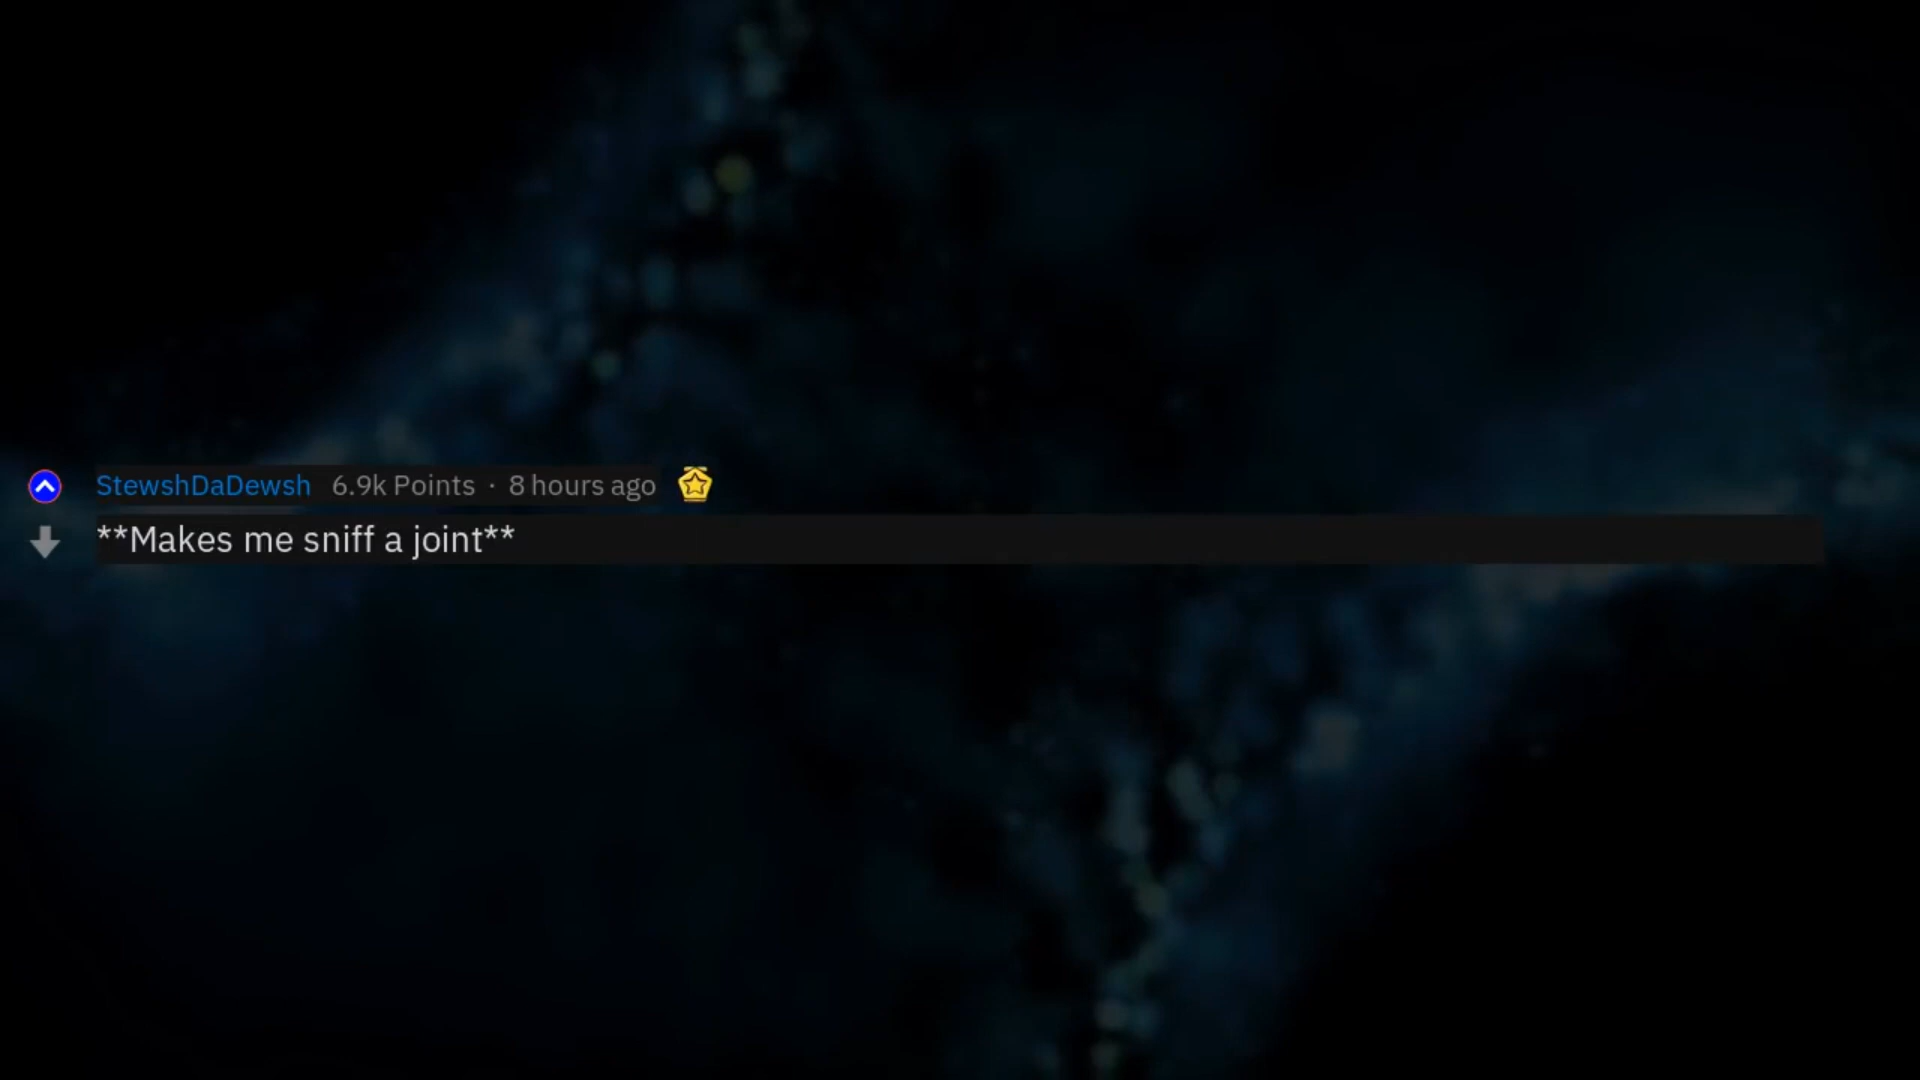 StewshDaDewsh 6.9k Points · 8 hours ago
**Makes me sniff a joint**